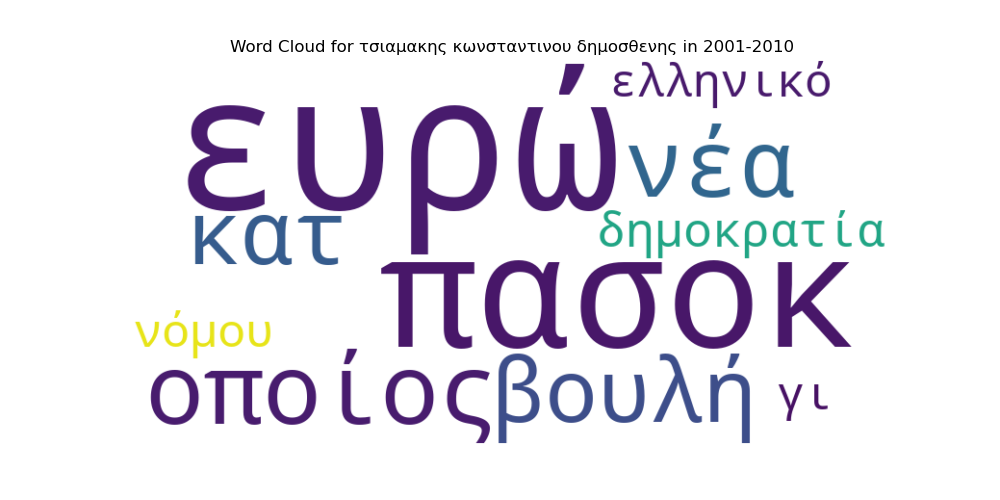 Word Cloud for τσιαμακης κωνσταντινου δημοσθενης in 2001-2010
ελληνικό
ευρώ
νέα
κατ
δημοκρατία
πασοκ
νόμου
οποίος
βουλή
γι